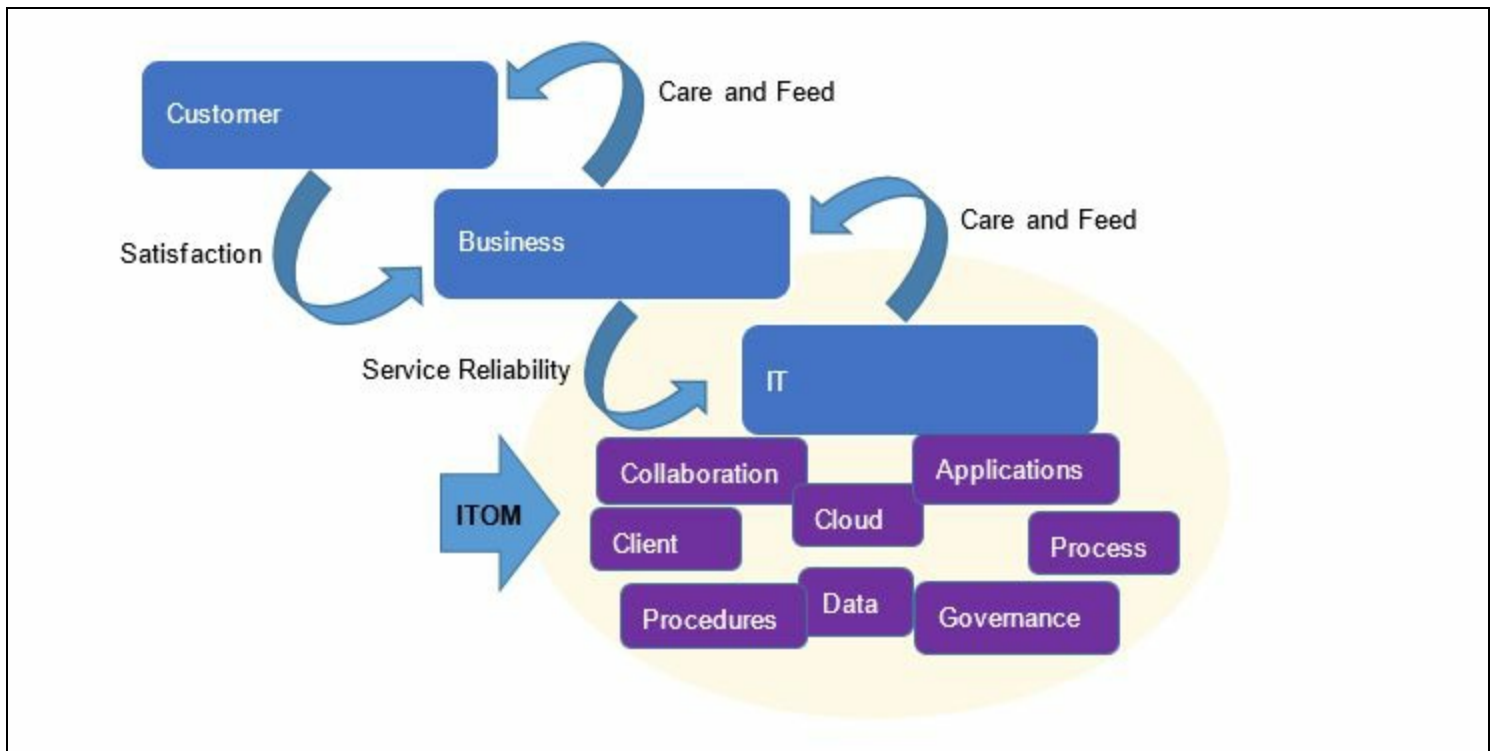 Customer
Care and Feed
Business
Care and Feed
Satisfaction
Service Reliability
IT
ITOM
Collaboration
Applications
Cloud
Client
Process
Procedures
Data
Governance